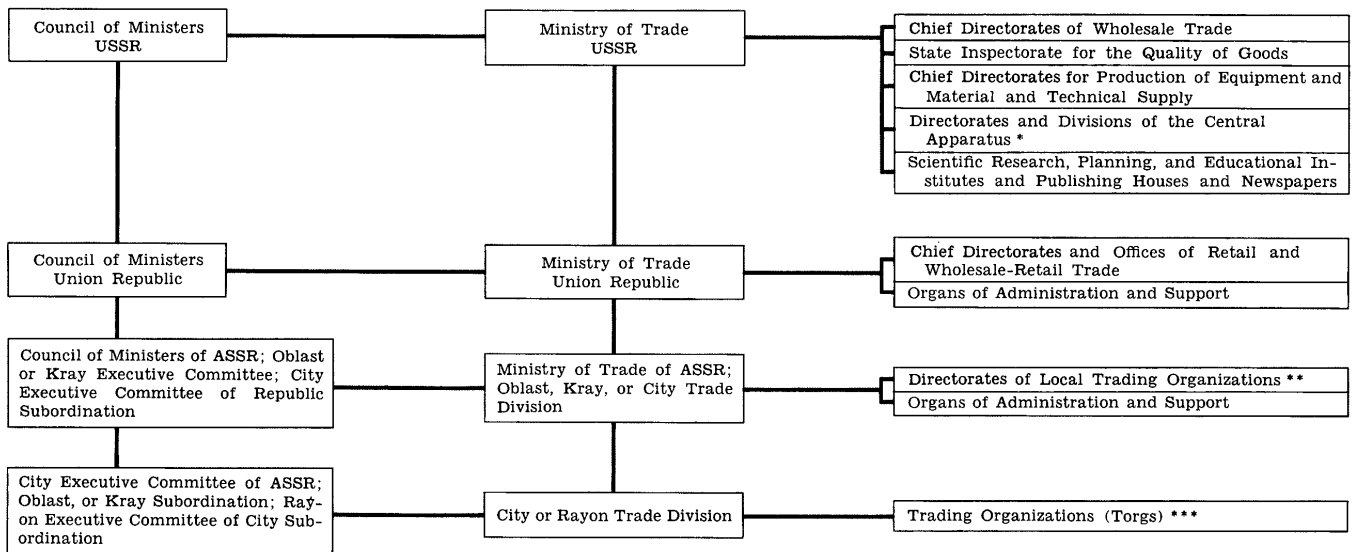 Council of Ministers
USSR
Ministry of Trade
USSR
Chief Directorates of Wholesale Trade
State Inspectorate for the Quality of Goods
Chief Directorates for Production of Equipment and
Material and Technical Supply
Directorates and Divisions of the Central
Apparatus *
Scientific Research, Planning, and Educational In-
stitutes and Publishing Houses and Newspapers
Council of Ministers
Union Republic
Ministry of Trade
Union Republic
Chief Directorates and Offices of Retail and
Wholesale-Retail Trade
Organs of Administration and Support
Council of Ministers of ASSR; Oblast
or Kray Executive Committee; City
Executive Committee of Republic
Subordination
Ministry of Trade of ASSR;
Oblast, Kray, or City Trade
Division
Directorates of Local Trading Organizations **
Organs of Administration and Support
City Executive Committee of ASSR;
Oblast, or Kray Subordination; Ray-
on Executive Committee of City Sub-
ordination
City or Rayon Trade Division
Trading Organizations (Torgs) ***